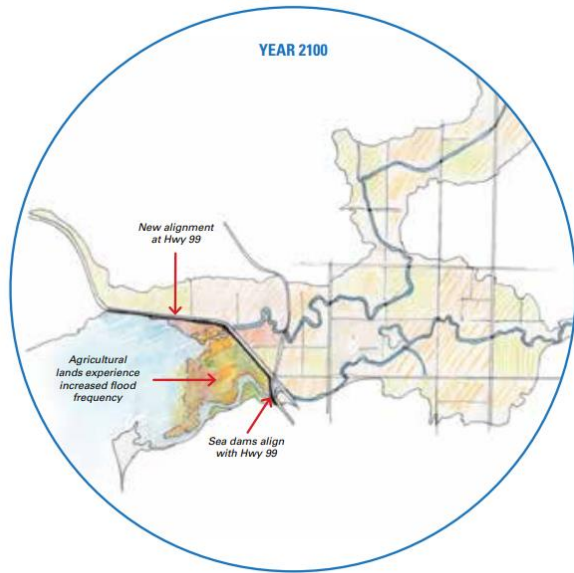 YEAR 2100
New alignment
at Hwy 99
Agricultural
lands experience
increased flood
frequency
Sea dams align
with Hwy 99